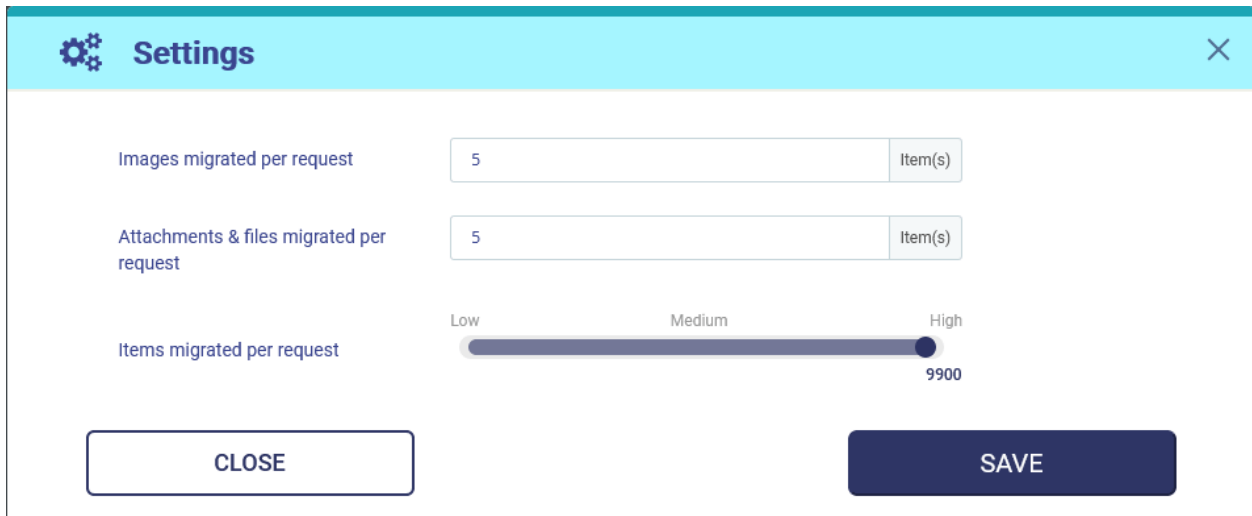 Settings
Images migrated per request
5
Item(s)
Attachments & files migrated per
request
5
Item(s)
Low Medium High
Items migrated per request
9900
CLOSE SAVE